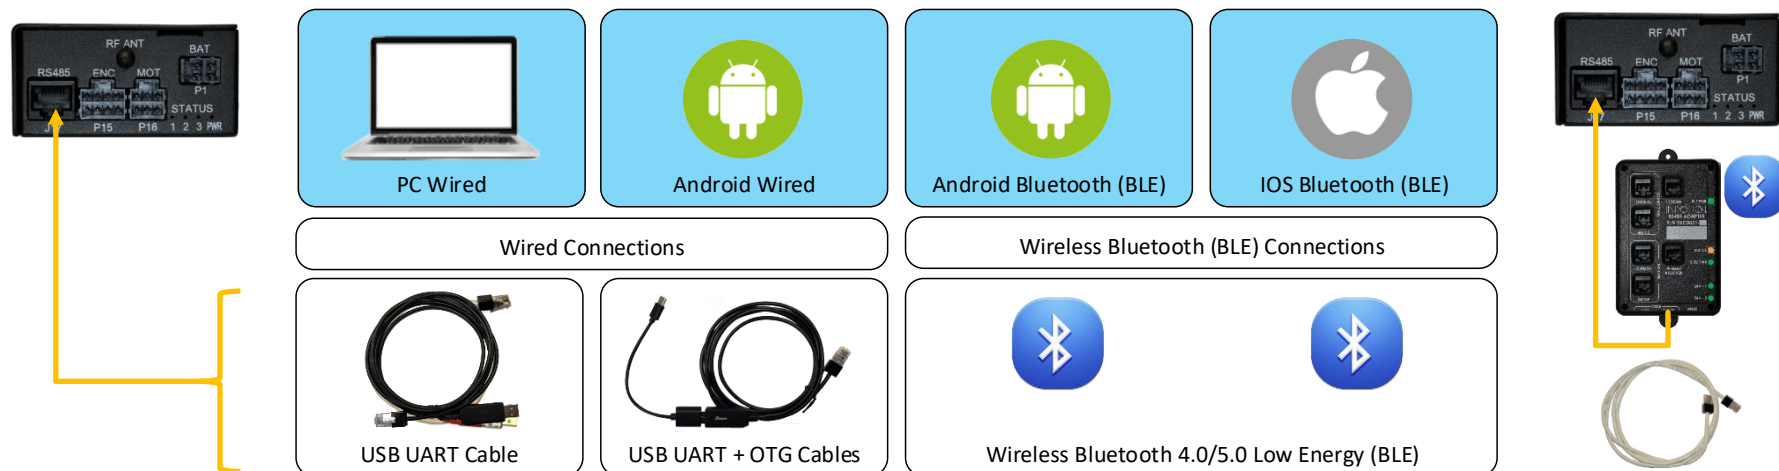 RF ANT
BAT
RS485
ENC
MOT
P1
STATUS
P15
P16
1 2 3 PWR
PC Wired
Android Wired
Android Bluetooth (BLE)
IOS Bluetooth (BLE)
Wired Connections
Wireless Bluetooth (BLE) Connections
USB UART Cable
USB UART + OTG Cables
Wireless Bluetooth 4.0/5.0 Low Energy (BLE)
RF ANT
BAT
RS485
ENC
MOT
P1
STATUS
P15
P16
1 2 3 PWR
RS485 ADAPTER